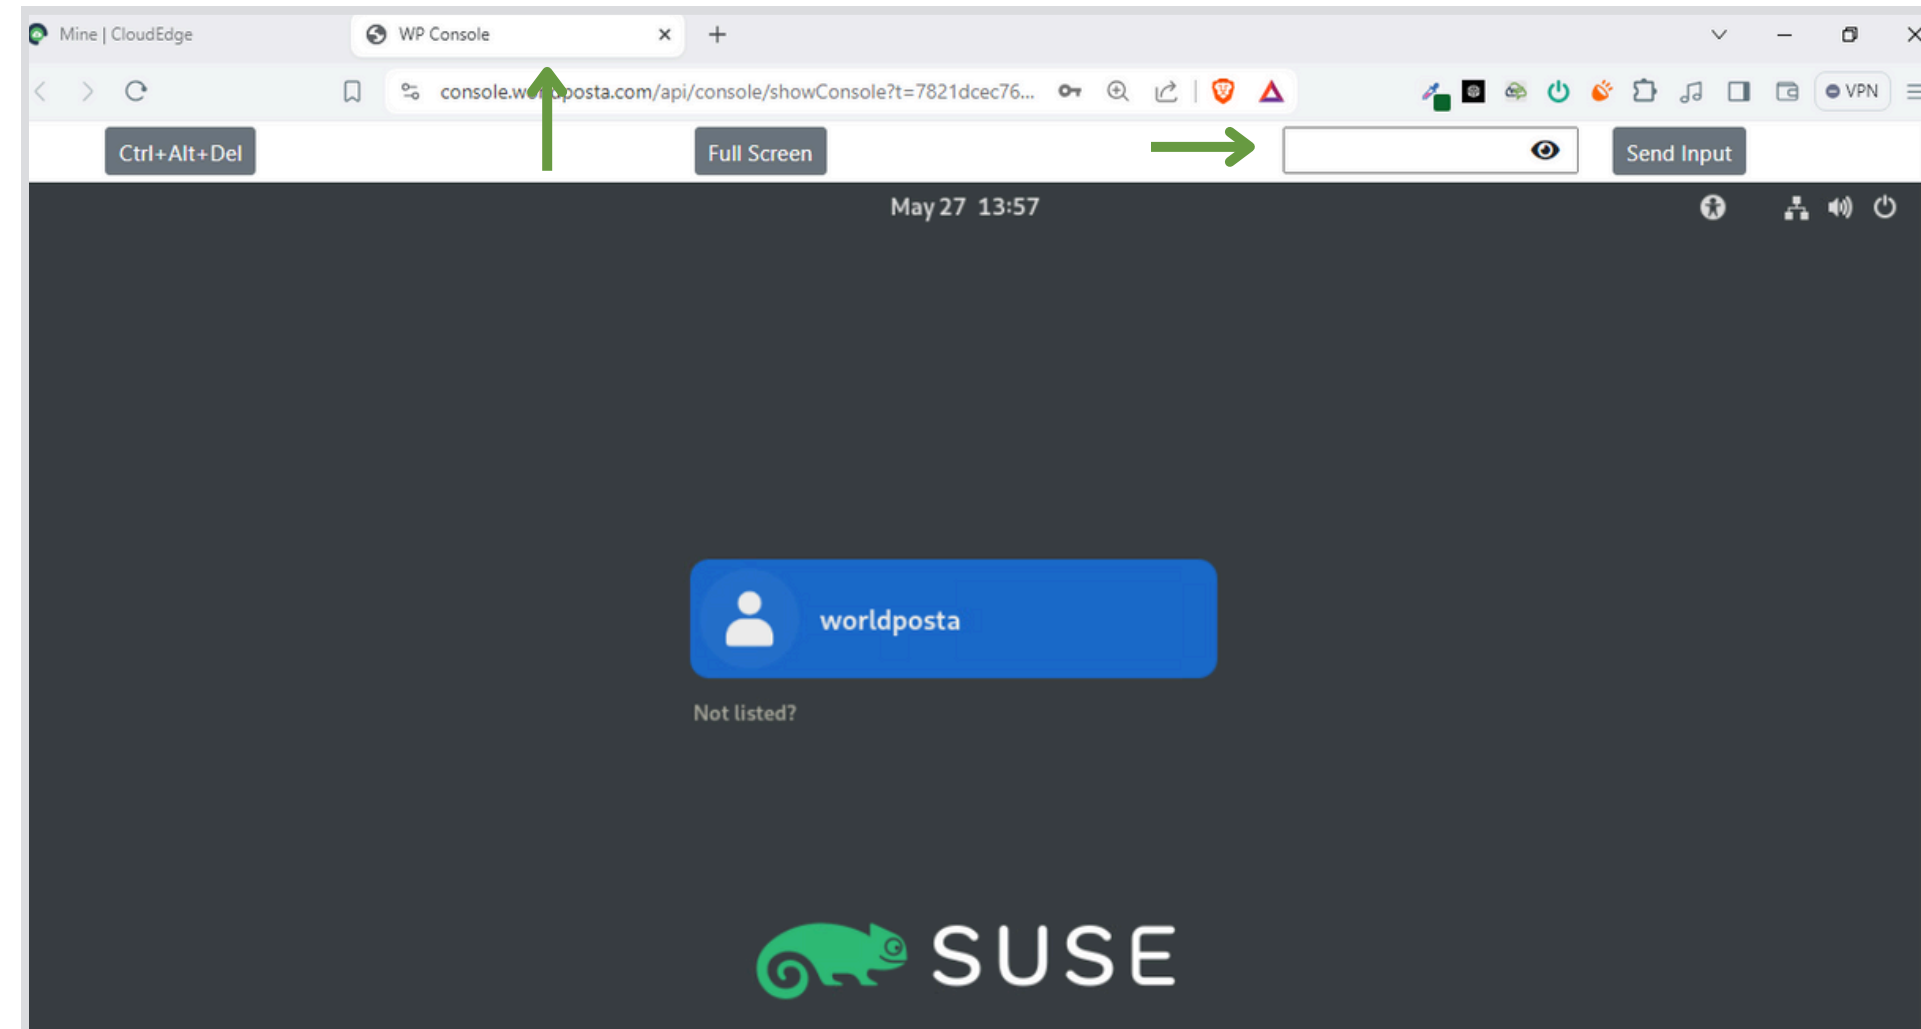 Mine | CloudEdge
WP Console
console.worldposta.com/api/console/showConsole?t=7821dcec76...
VPN
Ctrl+Alt+Del
Full Screen
Send Input
May 27 13:57
worldposta
Not listed?
SUSE